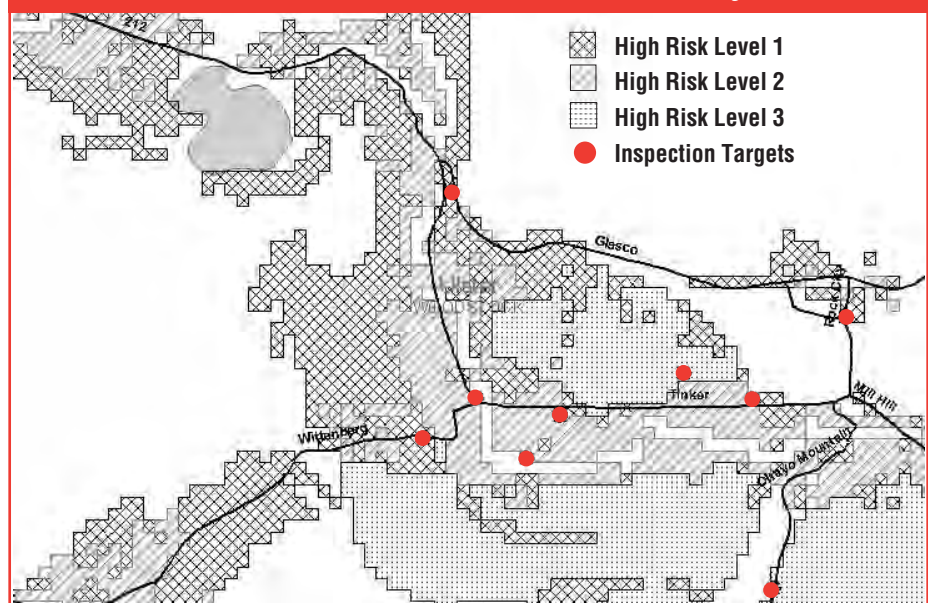 212
High Risk Level 1
High Risk Level 2
High Risk Level 3
Inspection Targets
Glasco
Rock City
Tinker
Mill Hill
Wittenberg
Ohayo Mountain